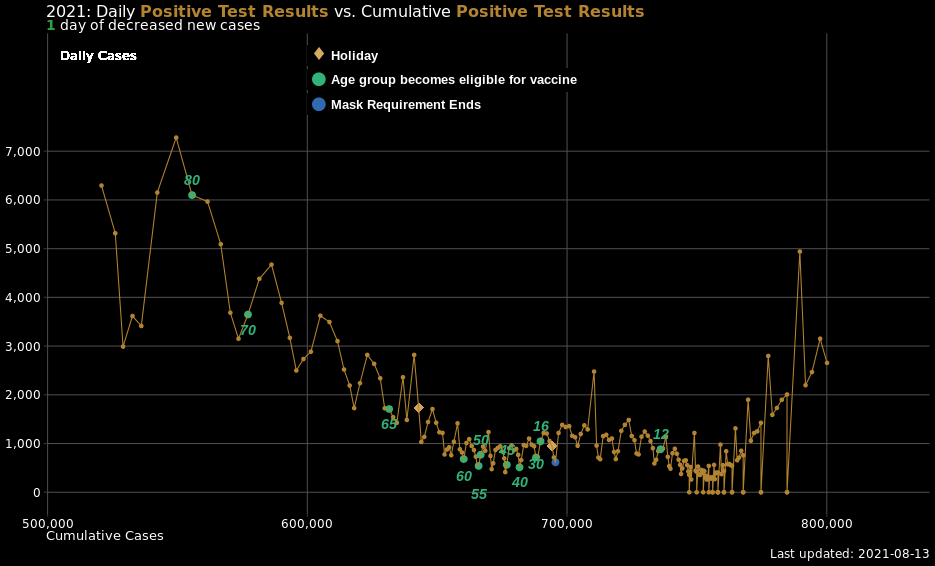 2021: Daily Positive Test Results vs. Cumulative Positive Test Results
1 day of decreased new cases
Daily Cases
Holiday
Age group becomes eligible for vaccine
Mask Requirement Ends
7,000
80
6,000
5,000
4,000
70
3,000
2,000
65
16
12
50
1,000
45
30
60
40
55
0
500,000 600,000 700,000 800,000
Cumulative Cases
Last updated: 2021-08-13